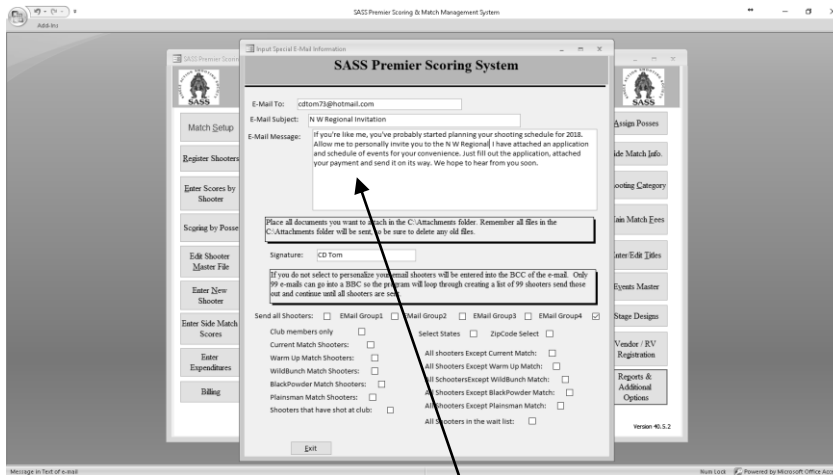 SASS Premier Scoring & Match Management System
Add-Ins
SASS Premier Scorin
Input Special E-Mail Information
SASS Premier Scoring System
SASS
SASS
E-Mail To: cdtom73@hotmail.com
E-Mail Subject: N W Regional Invitation
E-Mail Message:
If you're like me, you've probably started planning your shooting schedule for 2018.
Allow me to personally invite you to the N W Regional I have attached an application
and schedule of events for your convenience. Just fill out the application, attached
your payment and send it on its way. We hope to hear from you soon.
Place all documents you want to attach in the C:\Attachments folder. Remember all files in the
C:\Attachments folder will be sent, so be sure to delete any old files.
Signature: CD Tom
If you do not select to personalize your email shooters will be entered into the BCC of the e-mail. Only
99 e-mails can go into a BBC so the program will loop through creating a list of 99 shooters send those
out and continue until all shooters are sent.
Send all Shooters: EMail Group1 EMail Group2 EMail Group3 EMail Group4
Club members only
Current Match Shooters:
Warm Up Match Shooters:
WildBunch Match Shooters:
BlackPowder Match Shooters:
Plainsman Match Shooters:
Shooters that have shot at club:
Select States ZipCode Select
All shooters Except Current Match:
All Shooters Except Warm Up Match:
All SchootersExcept WildBunch Match:
All Shooters Except BlackPowder Match:
All Shooters Except Plainsman Match:
All Shooters in the wait list:
Exit
Match Setup
Register Shooters
Enter Scores by
Shooter
Scoring by Posse
Edit Shooter
Master File
Enter New
Shooter
Enter Side Match
Scores
Enter
Expenditures
Billing
Assign Posses
ide Match Info.
ooting Category
ain Match Fees
nter/Edit Titles
Events Master
Stage Designs
Vendor / RV
Registration
Reports &
Additional
Options
Version 40.5.2
Message in Text of e-mail
Num Lock
Powered by Microsoft Office Acc